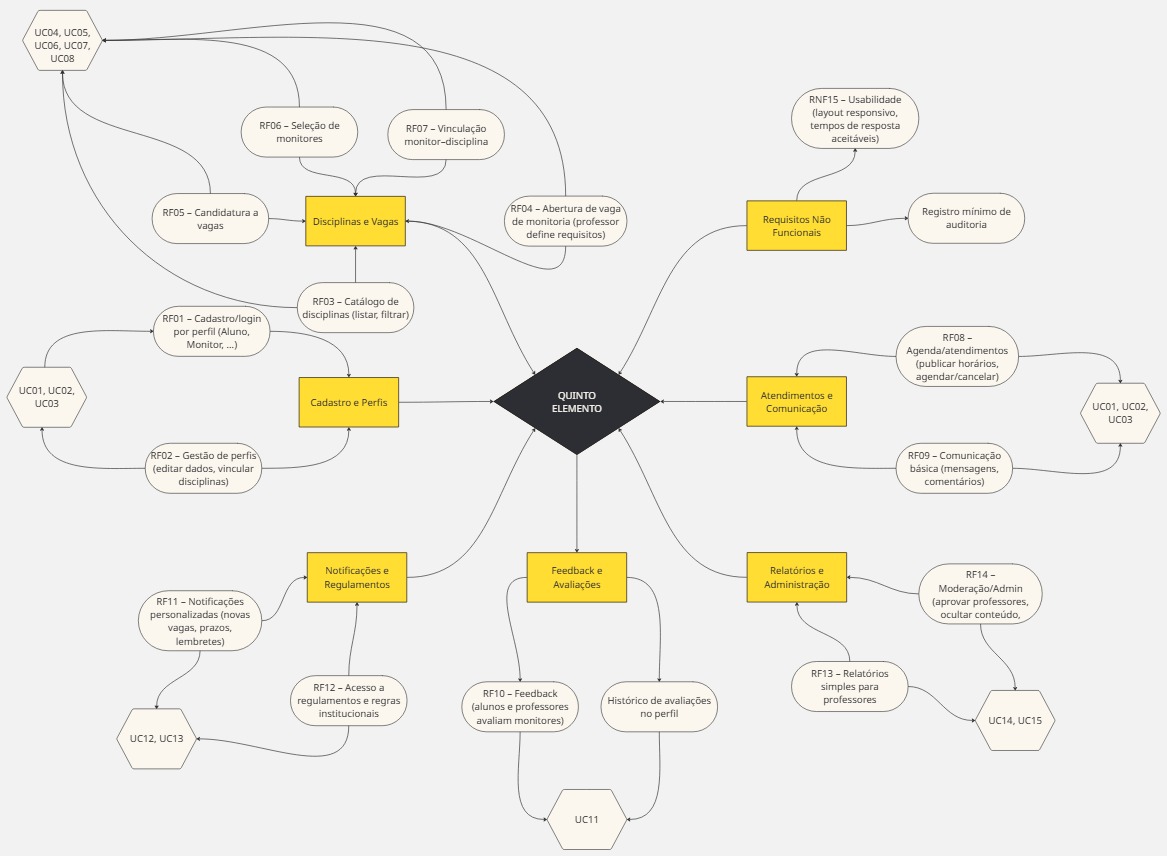 UC04, UC05,
UC06, UC07,
UC08
RF06 – Seleção de
monitores
RF07 – Vinculação
monitor–disciplina
RNF15 – Usabilidade
(layout responsivo,
tempos de resposta
aceitáveis)
RF05 – Candidatura a
vagas
Disciplinas e Vagas
RF04 – Abertura de vaga
de monitoria (professor
define requisitos)
Requisitos Não
Funcionais
Registro mínimo de
auditoria
RF03 – Catálogo de
disciplinas (listar, filtrar)
RF01 – Cadastro/login
por perfil (Aluno,
Monitor, ...)
RF08 –
Agenda/atendimentos
(publicar horários,
agendar/cancelar)
UC01, UC02,
UC03
Cadastro e Perfis
QUINTO
ELEMENTO
Atendimentos e
Comunicação
UC01, UC02,
UC03
RF02 – Gestão de perfis
(editar dados, vincular
disciplinas)
RF09 – Comunicação
básica (mensagens,
comentários)
Notificações e
Regulamentos
Feedback e
Avaliações
Relatórios e
Administração
RF14 –
Moderação/Admin
(aprovar professores,
ocultar conteúdo,
RF11 – Notificações
personalizadas (novas
vagas, prazos,
lembretes)
RF12 – Acesso a
regulamentos e regras
institucionais
RF10 – Feedback
(alunos e professores
avaliam monitores)
Histórico de avaliações
no perfil
RF13 – Relatórios
simples para
professores
UC12, UC13
UC14, UC15
UC11